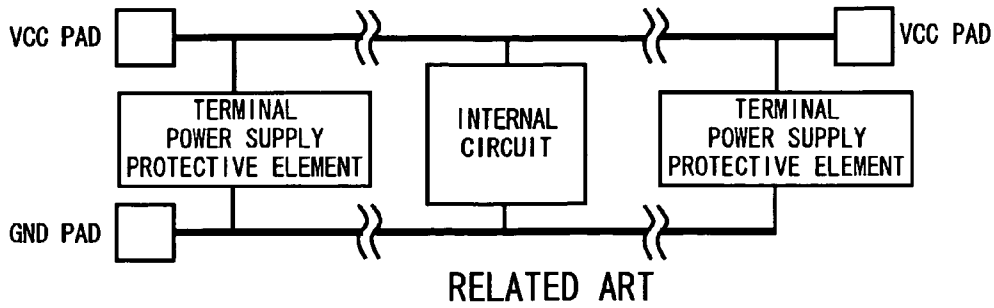 VCC PAD
VCC PAD
TERMINAL
POWER SUPPLY
PROTECTIVE ELEMENT
INTERNAL
CIRCUIT
TERMINAL
POWER SUPPLY
PROTECTIVE ELEMENT
GND PAD
RELATED ART